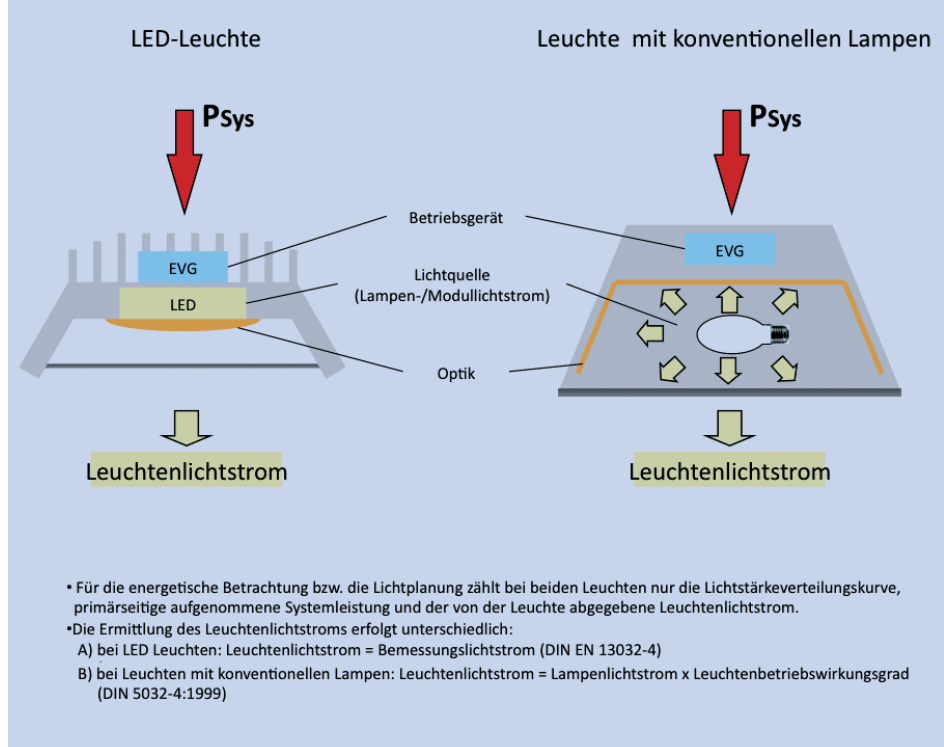 LED-Leuchte
Leuchte mit konventionellen Lampen
PSys
PSys
Betriebsgerät
EVG
EVG
Lichtquelle
(Lampen-/Modullichtstrom)
LED
Optik
Leuchtenlichtstrom
Leuchtenlichtstrom
• Für die energetische Betrachtung bzw. die Lichtplanung zählt bei beiden Leuchten nur die Lichtstärkeverteilungskurve,
primärseitige aufgenommene Systemleistung und der von der Leuchte abgegebene Leuchtenlichtstrom.
•Die Ermittlung des Leuchtenlichtstroms erfolgt unterschiedlich:
A) bei LED Leuchten: Leuchtenlichtstrom = Bemessungslichtstrom (DIN EN 13032-4)
B) bei Leuchten mit konventionellen Lampen: Leuchtenlichtstrom = Lampenlichtstrom x Leuchtenbetriebswirkungsgrad
(DIN 5032-4:1999)